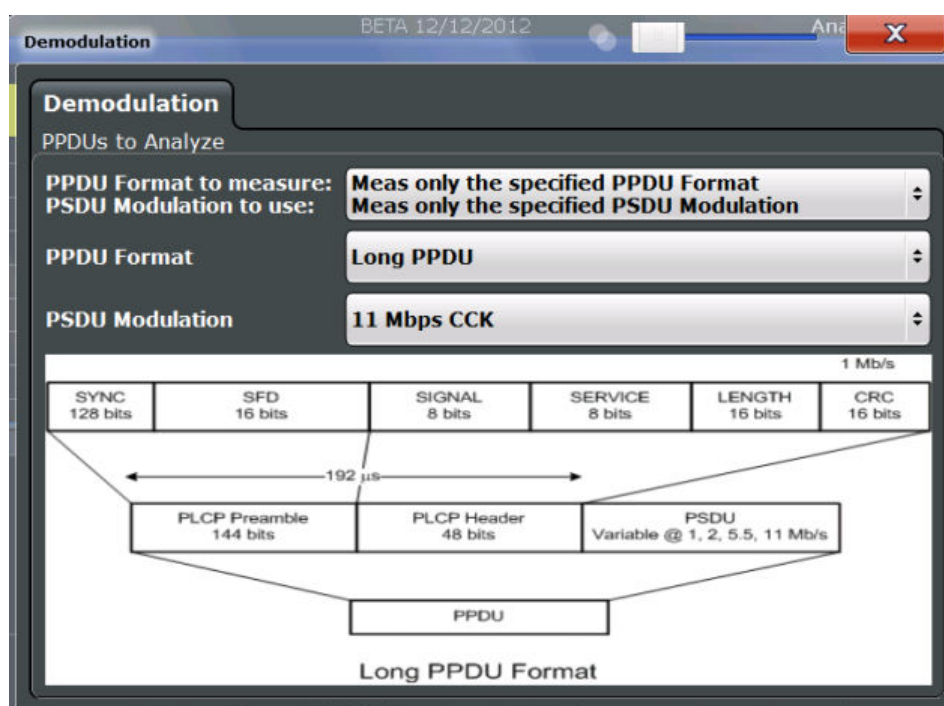 BETA 12/12/2012
Demodulation
X
Demodulation
PPDUs to Analyze
PPDU Format to measure:
PSDU Modulation to use:
Meas only the specified PPDU Format
Meas only the specified PSDU Modulation
PPDU Format
Long PPDU
PSDU Modulation
11 Mbps CCK
1 Mb/s
SYNC
128 bits
SFD
16 bits
SIGNAL
8 bits
SERVICE
8 bits
LENGTH
16 bits
CRC
16 bits
192 µs
PLCP Preamble
144 bits
PLCP Header
48 bits
PSDU
Variable @ 1, 2, 5.5, 11 Mb/s
PPDU
Long PPDU Format